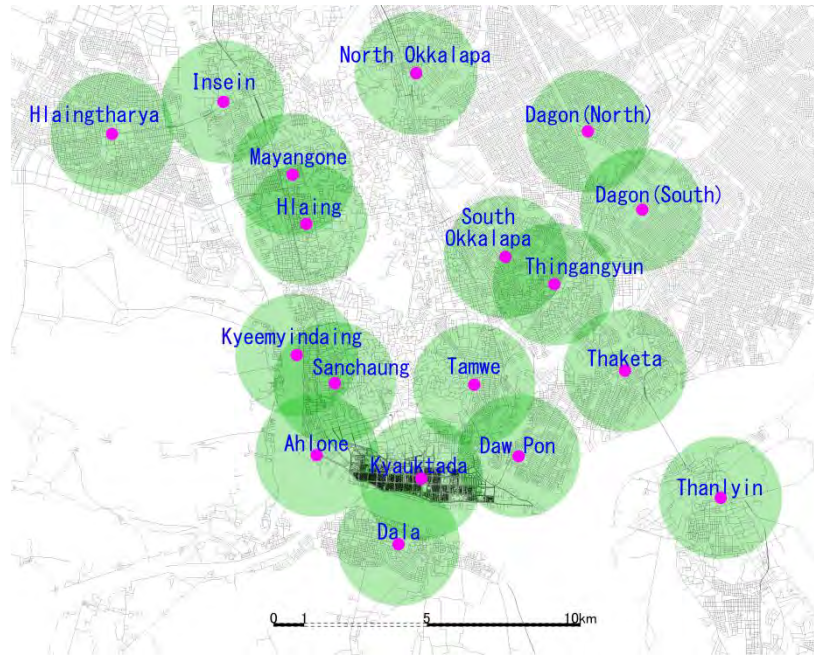 North Okkalapa
Insein
Hlaingtharya
Dagon(North)
Mayangone
Dagon(South)
Hlaing
South
Okkalapa
Thingangyun
Kyeemyindaing
Sanchaung
Tamwe
Thaketa
Ahlone
Daw Pon
Kyauktada
Thanlyin
Dala
0 1 5 10km